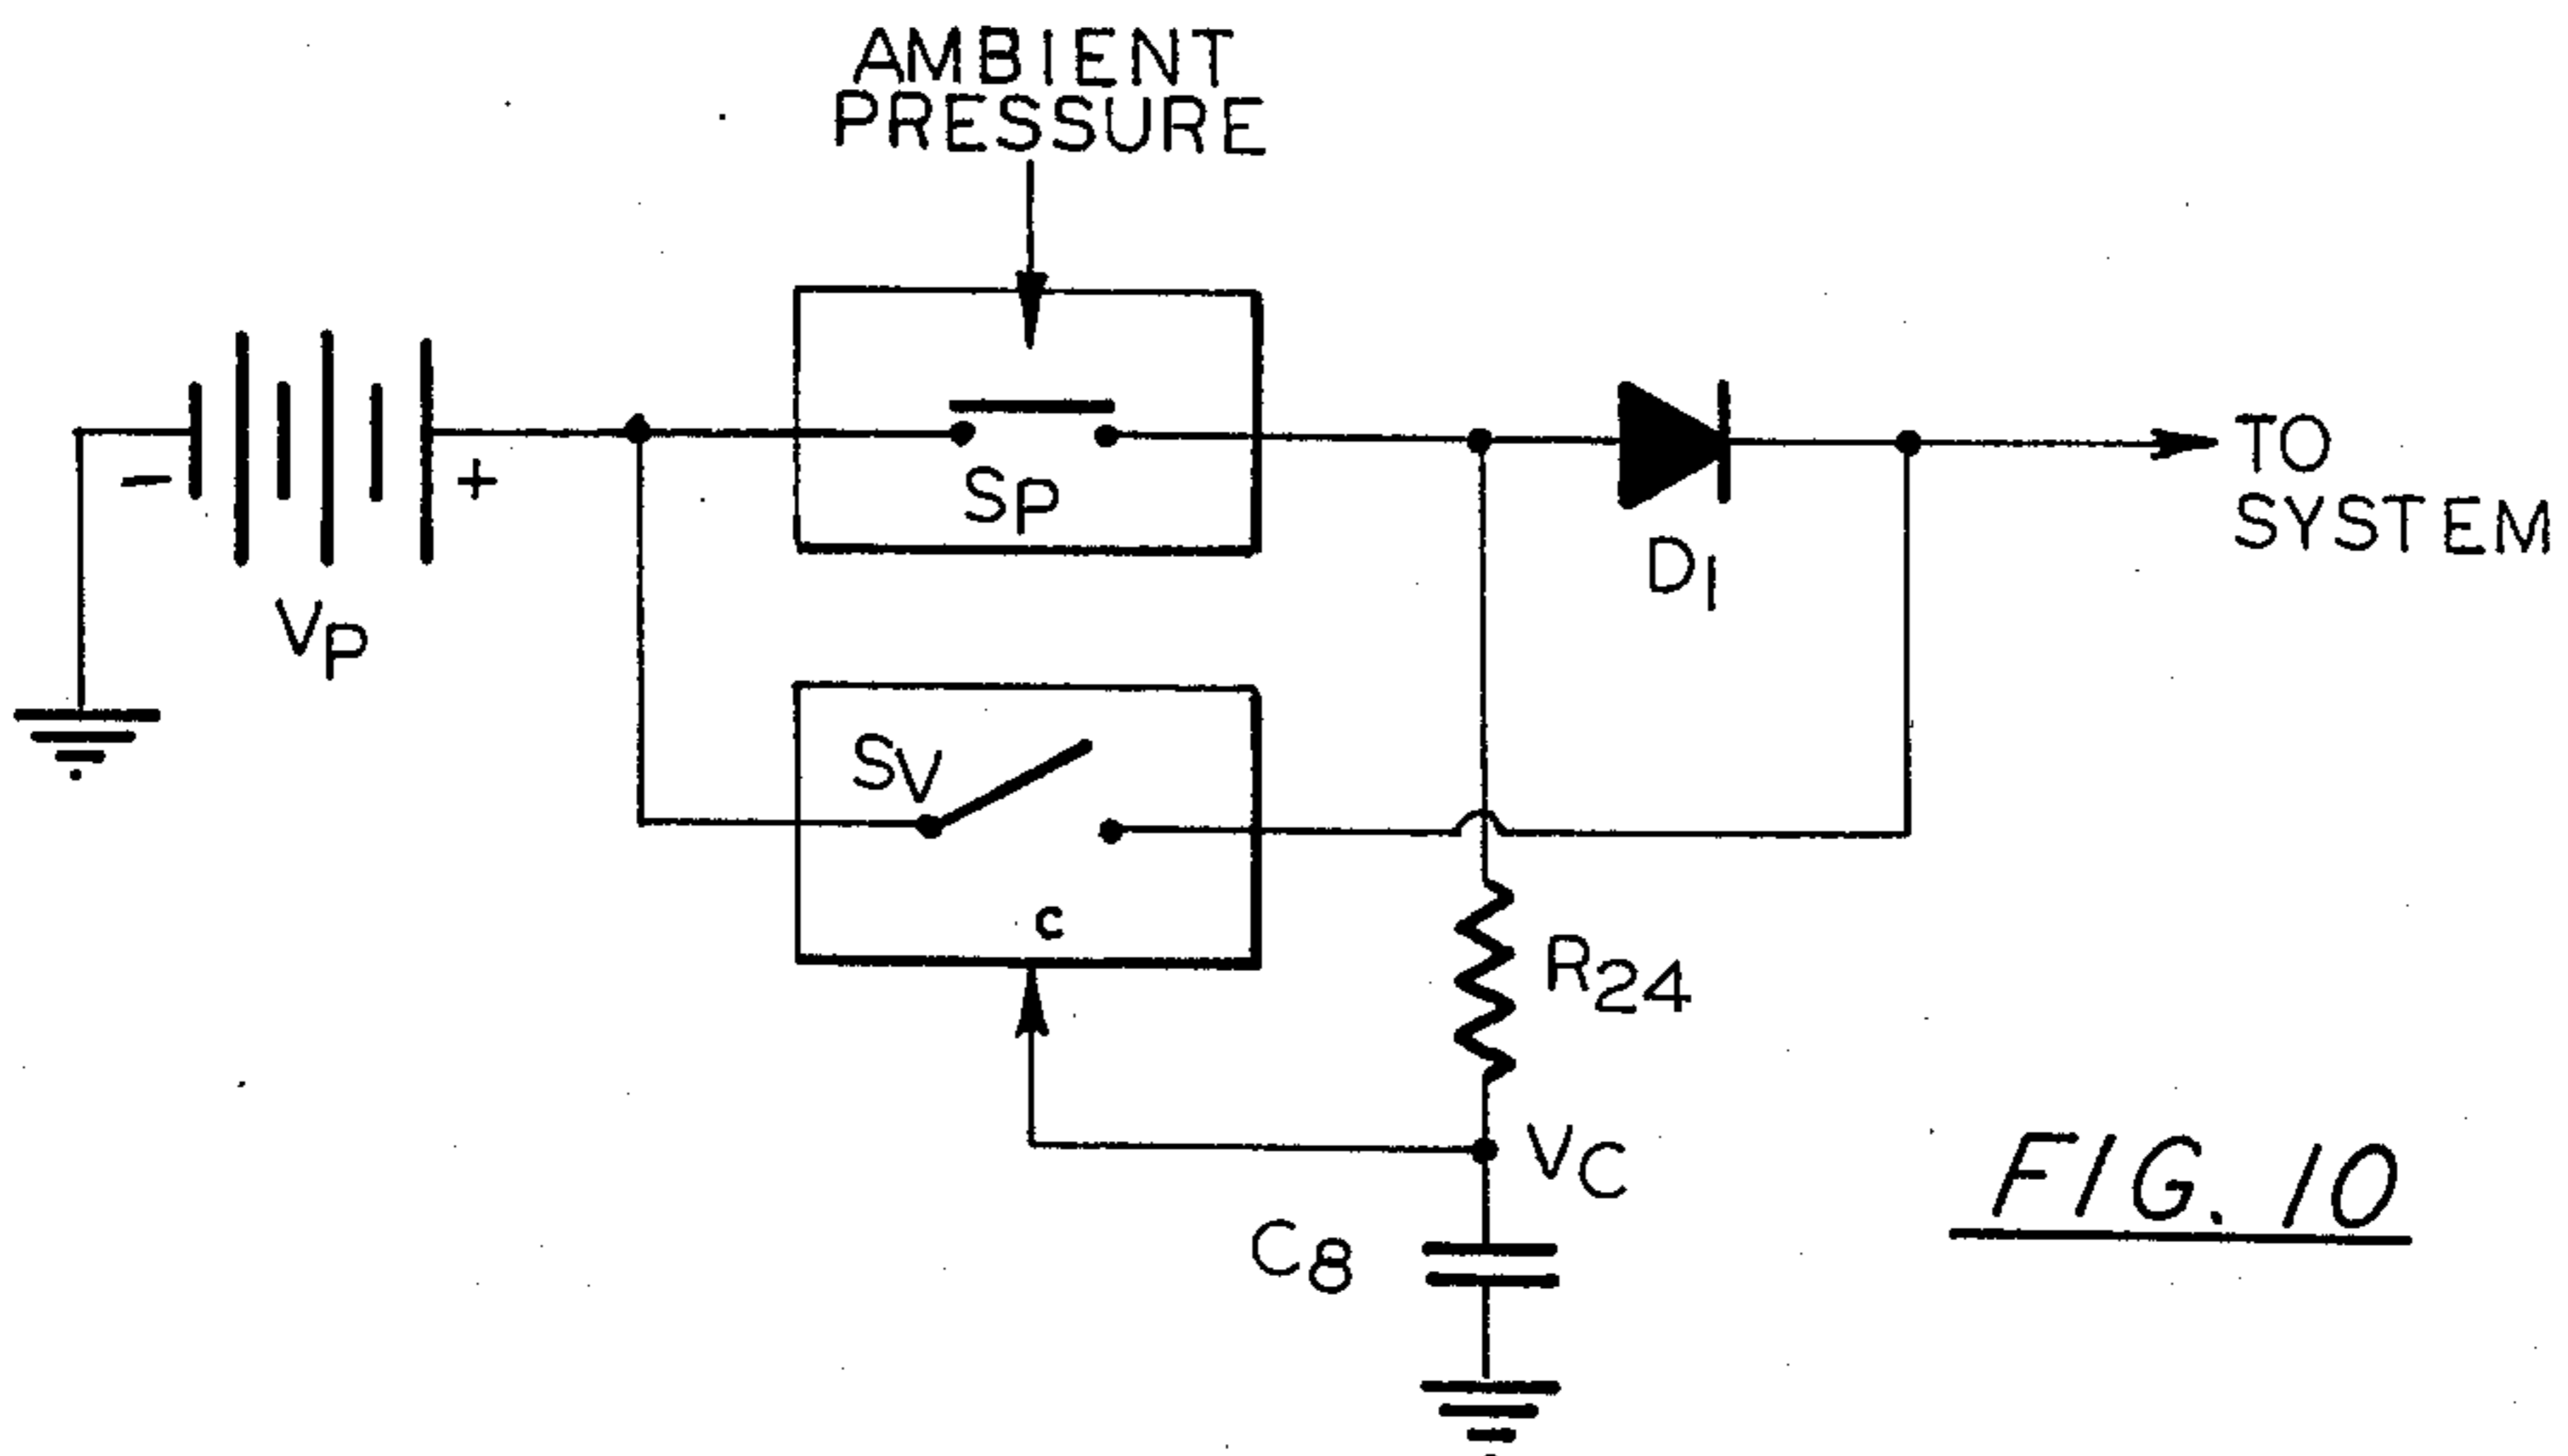 AMBIENT
PRESSURE
− +
VP
SP
D1
TO
SYSTEM
SV
c
R24
VC
C8
FIG. 10